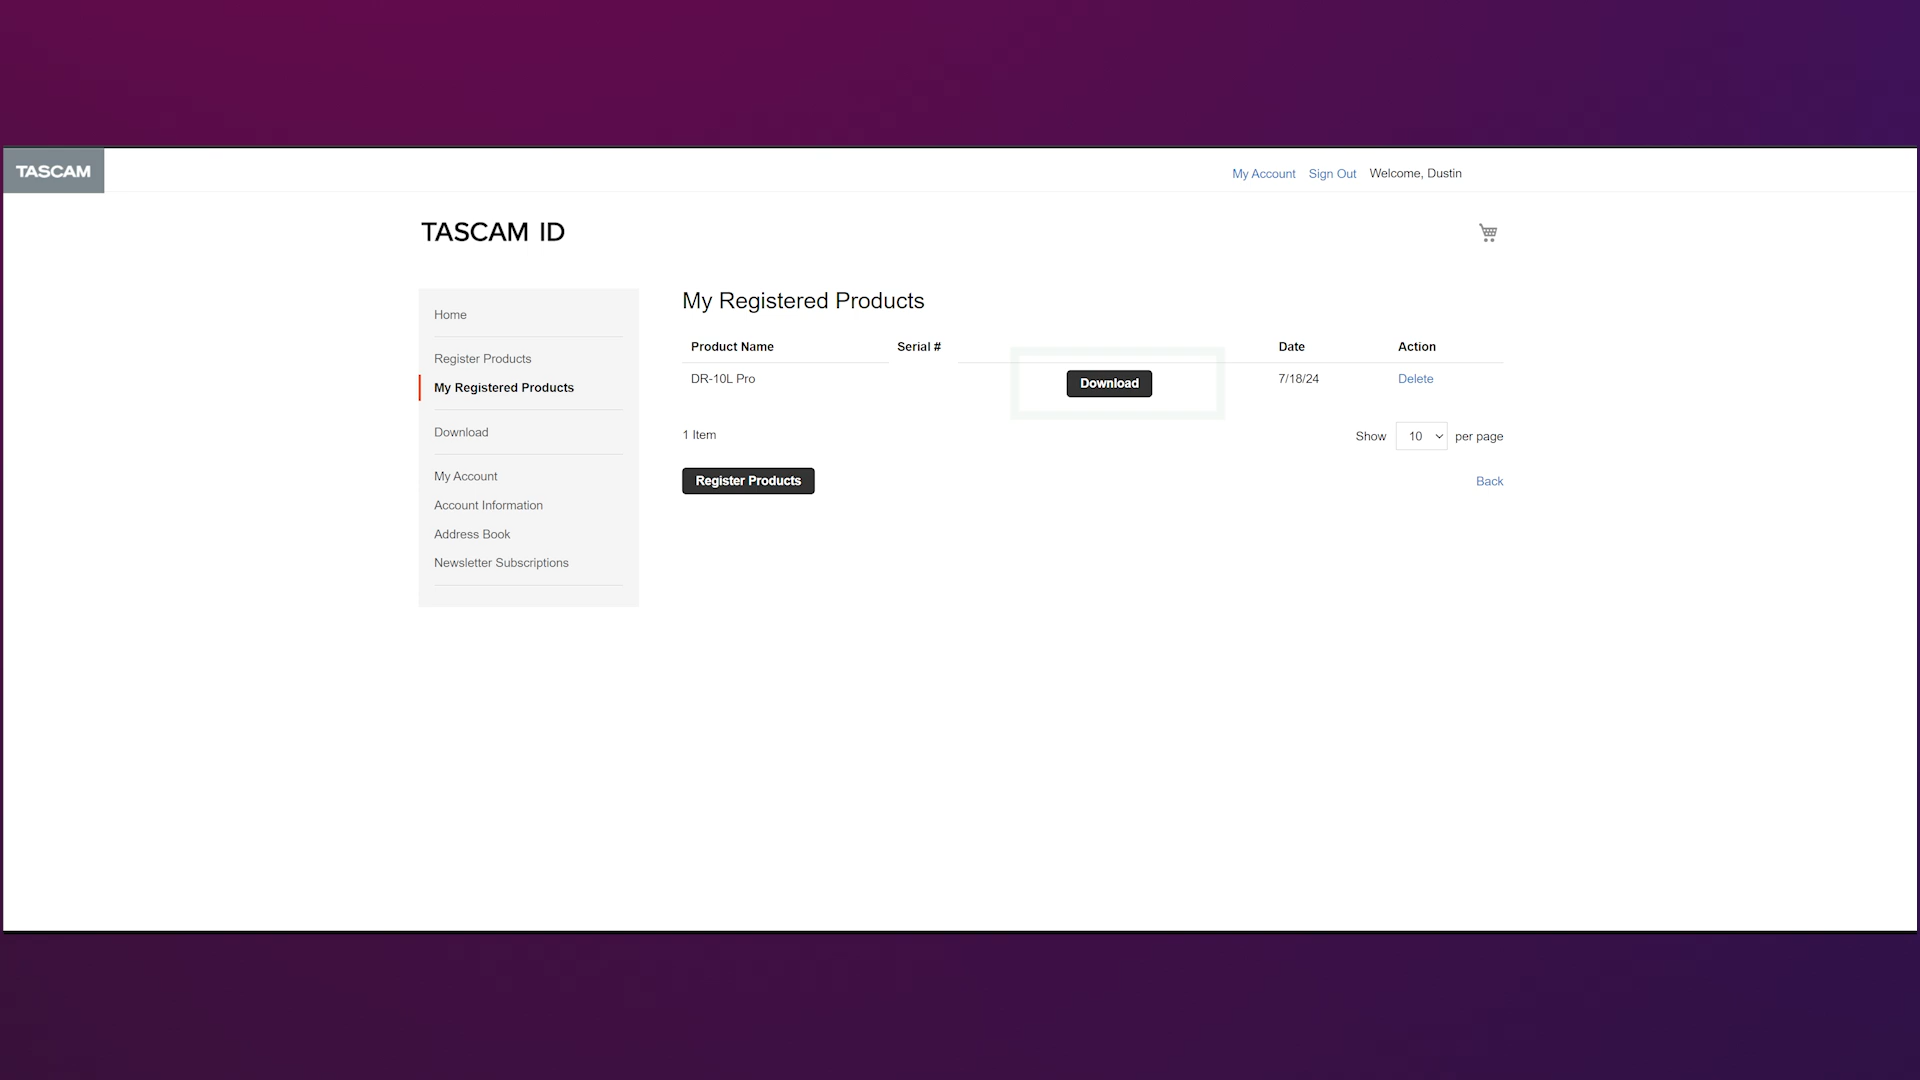 TASCAM
My Account Sign Out Welcome, Dustin
TASCAM ID
Home
Register Products
My Registered Products
Download
My Account
Account Information
Address Book
Newsletter Subscriptions
My Registered Products
Product Name Serial # Date Action
DR-10L Pro Download 7/18/24 Delete
1 Item Show 10 per page
Register Products Back